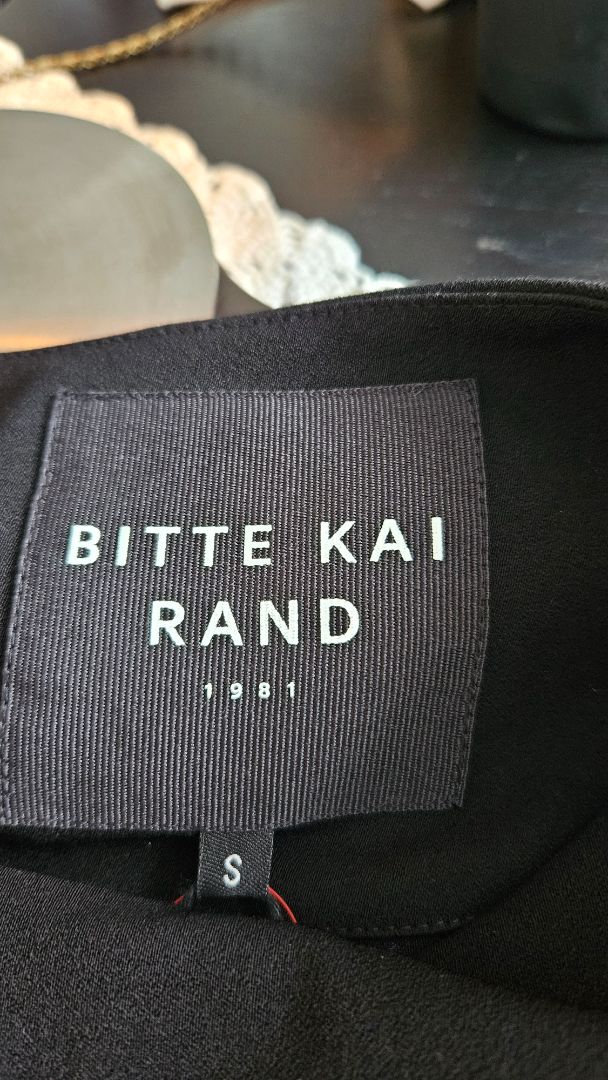 BITTE KAI
RAND
1981
S